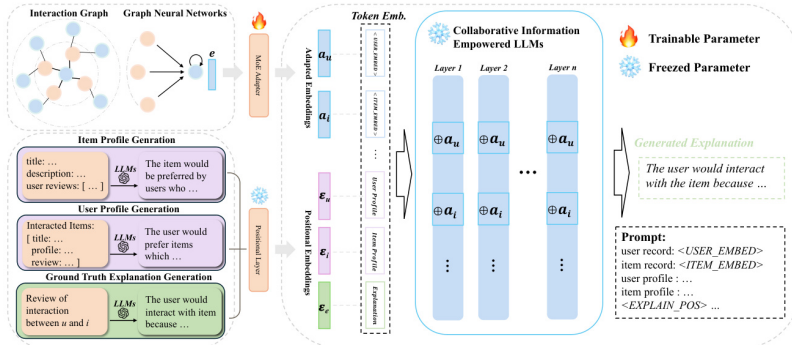 Interaction Graph
Graph Neural Networks
e
MoE Adapter
Item Profile Genration
title: …
description: …
user reviews: [ … ]
LLMs
The item would
be preferred by
users who …
User Profile Generation
Interacted Items:
[ title: …
profile: …
review: … ]
LLMs
The user would
prefer items
which …
Ground Truth Explanation Generation
Review of
interaction
between u and i
LLMs
The user would
interact with item
because …
Positional Layer
Adapted Embeddings
Positional Embeddings
a_u
a_i
ε_u
ε_i
ε_e
Token Emb.
<USER_EMBED>
<ITEM_EMBED>
…
User Profile
Item Profile
Explanation
Collaborative Information
Empowered LLMs
Layer 1
Layer 2
Layer n
⊕a_u
⊕a_u
⊕a_u
…
⊕a_i
⊕a_i
⊕a_i
⋮
⋮
⋮
Trainable Parameter
Freezed Parameter
Generated Explanation
The user would interact
with the item because …
Prompt:
user record: <USER_EMBED>
item record: <ITEM_EMBED>
user profile : …
item profile : …
<EXPLAIN_POS> …